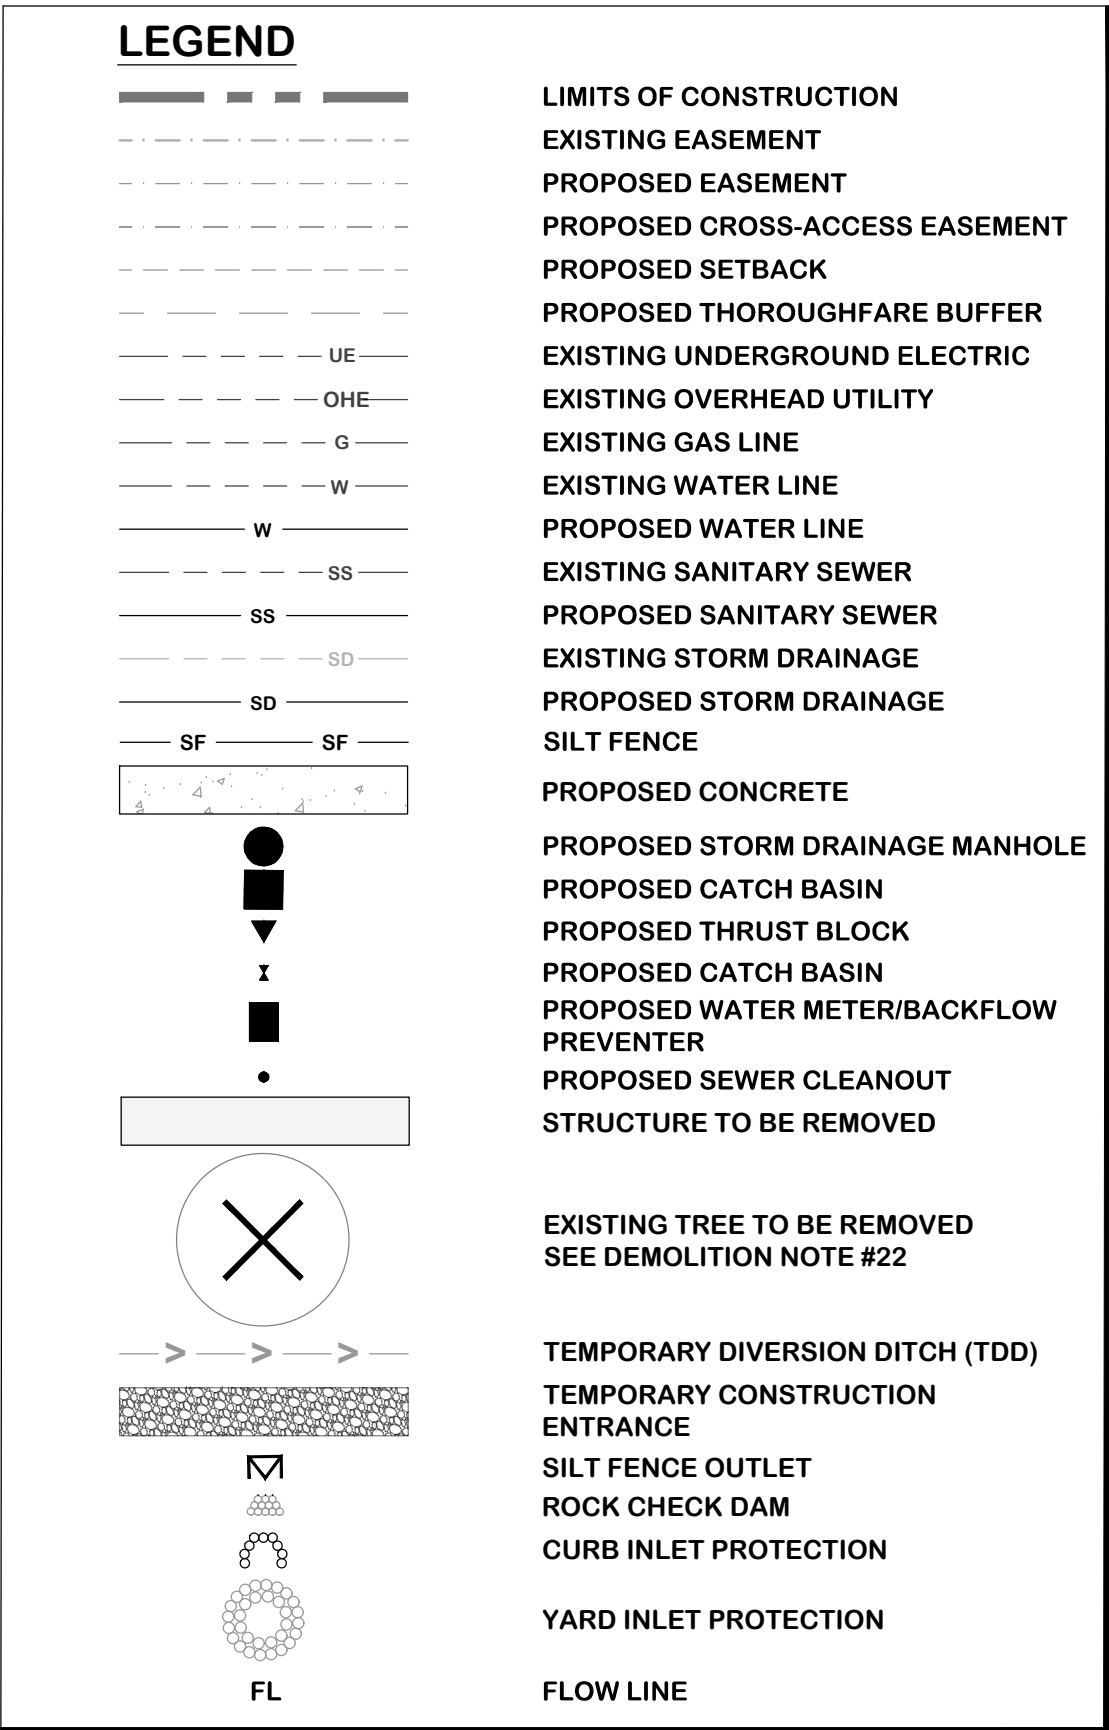 LEGEND
LIMITS OF CONSTRUCTION
EXISTING EASEMENT
PROPOSED EASEMENT
PROPOSED CROSS-ACCESS EASEMENT
PROPOSED SETBACK
PROPOSED THOROUGHFARE BUFFER
UE EXISTING UNDERGROUND ELECTRIC
OHE EXISTING OVERHEAD UTILITY
G EXISTING GAS LINE
W EXISTING WATER LINE
W PROPOSED WATER LINE
SS EXISTING SANITARY SEWER
SS PROPOSED SANITARY SEWER
SD EXISTING STORM DRAINAGE
SD PROPOSED STORM DRAINAGE
SF SF SILT FENCE
PROPOSED CONCRETE
PROPOSED STORM DRAINAGE MANHOLE
PROPOSED CATCH BASIN
PROPOSED THRUST BLOCK
PROPOSED CATCH BASIN
PROPOSED WATER METER/BACKFLOW
PREVENTER
PROPOSED SEWER CLEANOUT
STRUCTURE TO BE REMOVED
EXISTING TREE TO BE REMOVED
SEE DEMOLITION NOTE #22
TEMPORARY DIVERSION DITCH (TDD)
TEMPORARY CONSTRUCTION
ENTRANCE
SILT FENCE OUTLET
ROCK CHECK DAM
CURB INLET PROTECTION
YARD INLET PROTECTION
FL FLOW LINE